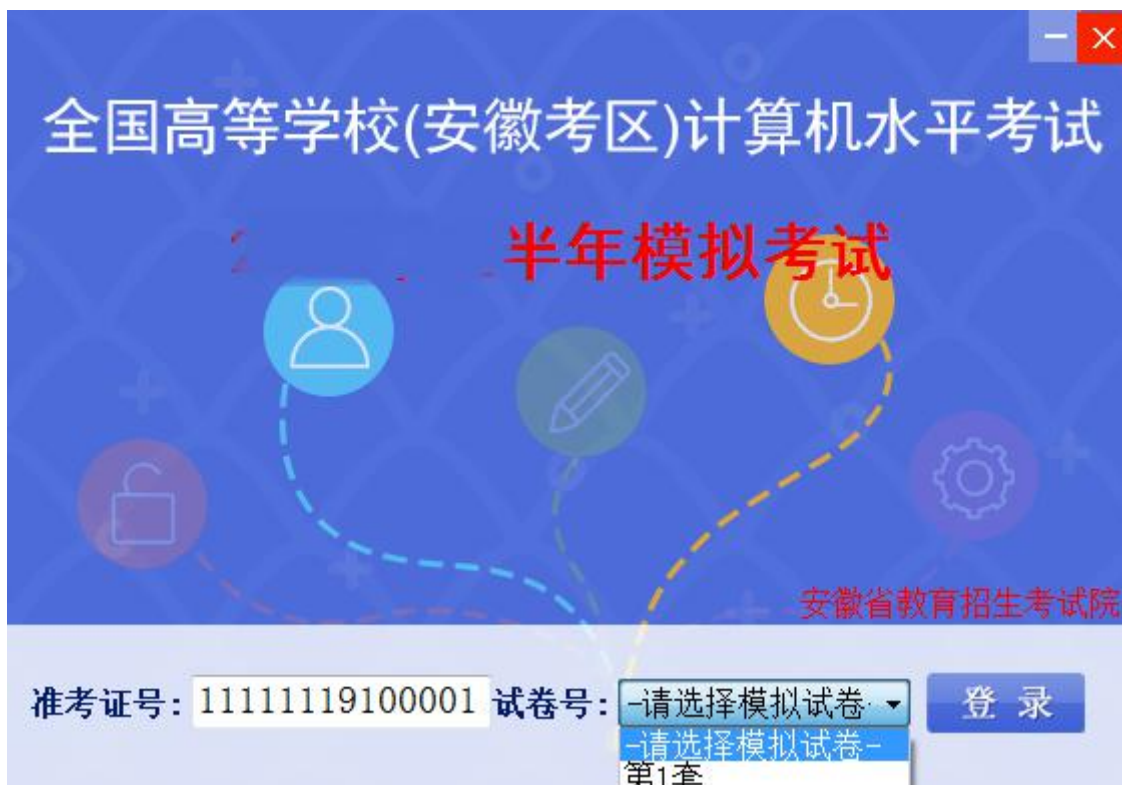 全国高等学校(安徽考区)计算机水平考试
半年模拟考试
安徽省教育招生考试院
准考证号: 11111119100001 试卷号: -请选择模拟试卷- 登 录
-请选择模拟试卷-
第1套